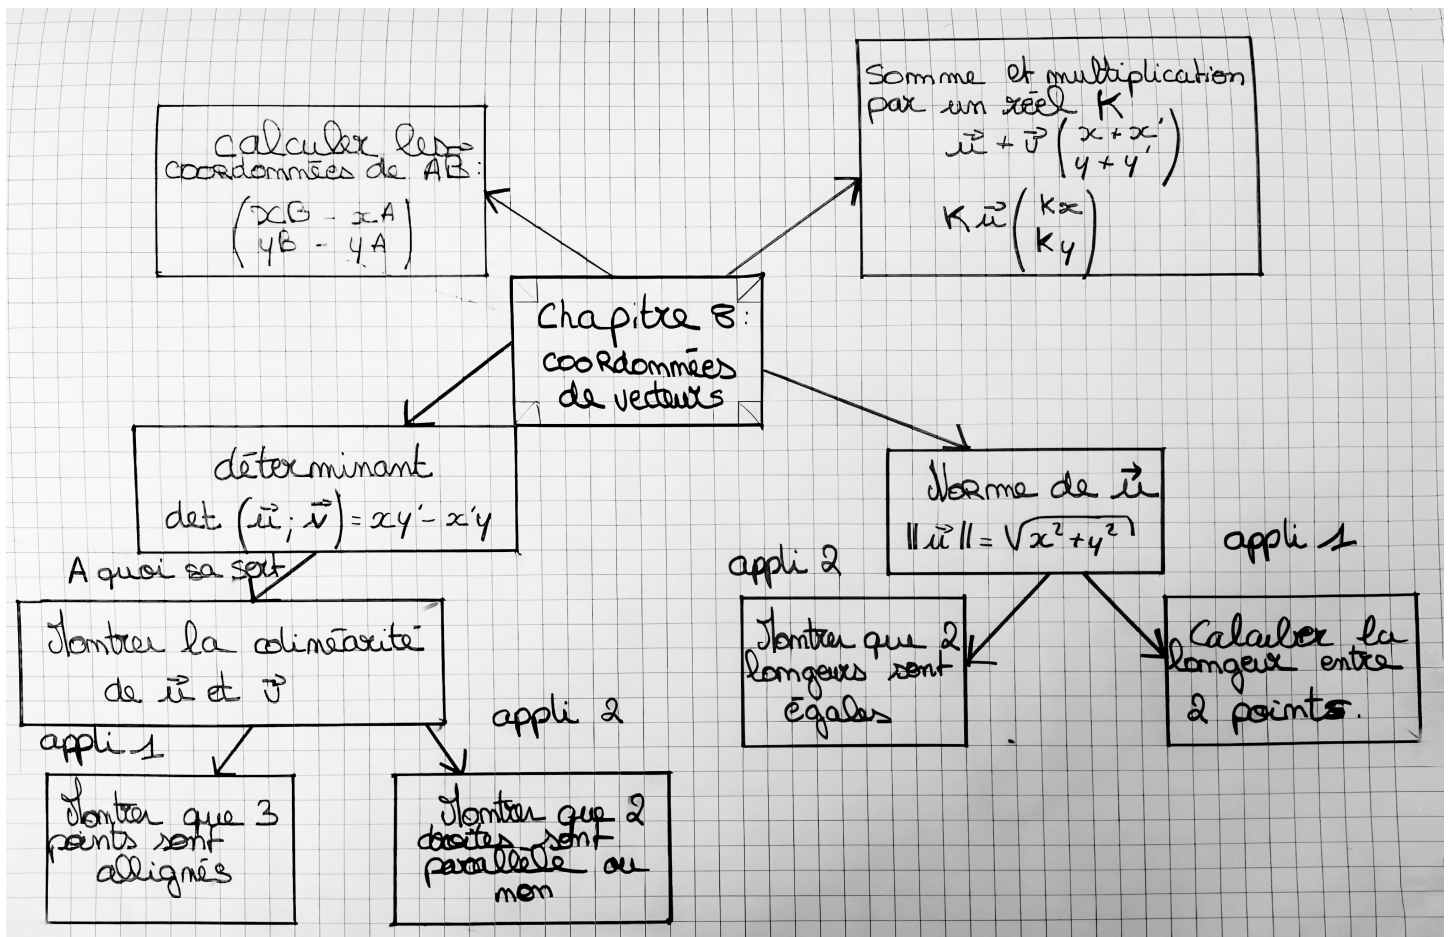 calculer les
coordonnées de AB⃗ :
(xB - xA
yB - yA)
Somme et multiplication
par un réel K
u⃗ + v⃗ (x + x'
y + y')
K u⃗ (Kx
Ky)
Chapitre 8 :
coordonnées
de vecteurs
déterminant
det (u⃗ ; v⃗) = xy' - x'y
A quoi sa sert
Montrer la colinéarité
de u⃗ et v⃗
appli 1
Montrer que 3
points sont
allignés
appli 2
Montrer que 2
droites sont
parallèle ou
non
Norme de u⃗
||u⃗|| = √x² + y²
appli 2
Montrer que 2
longeurs sont
égales
appli 1
Calculer la
longeur entre
2 points.